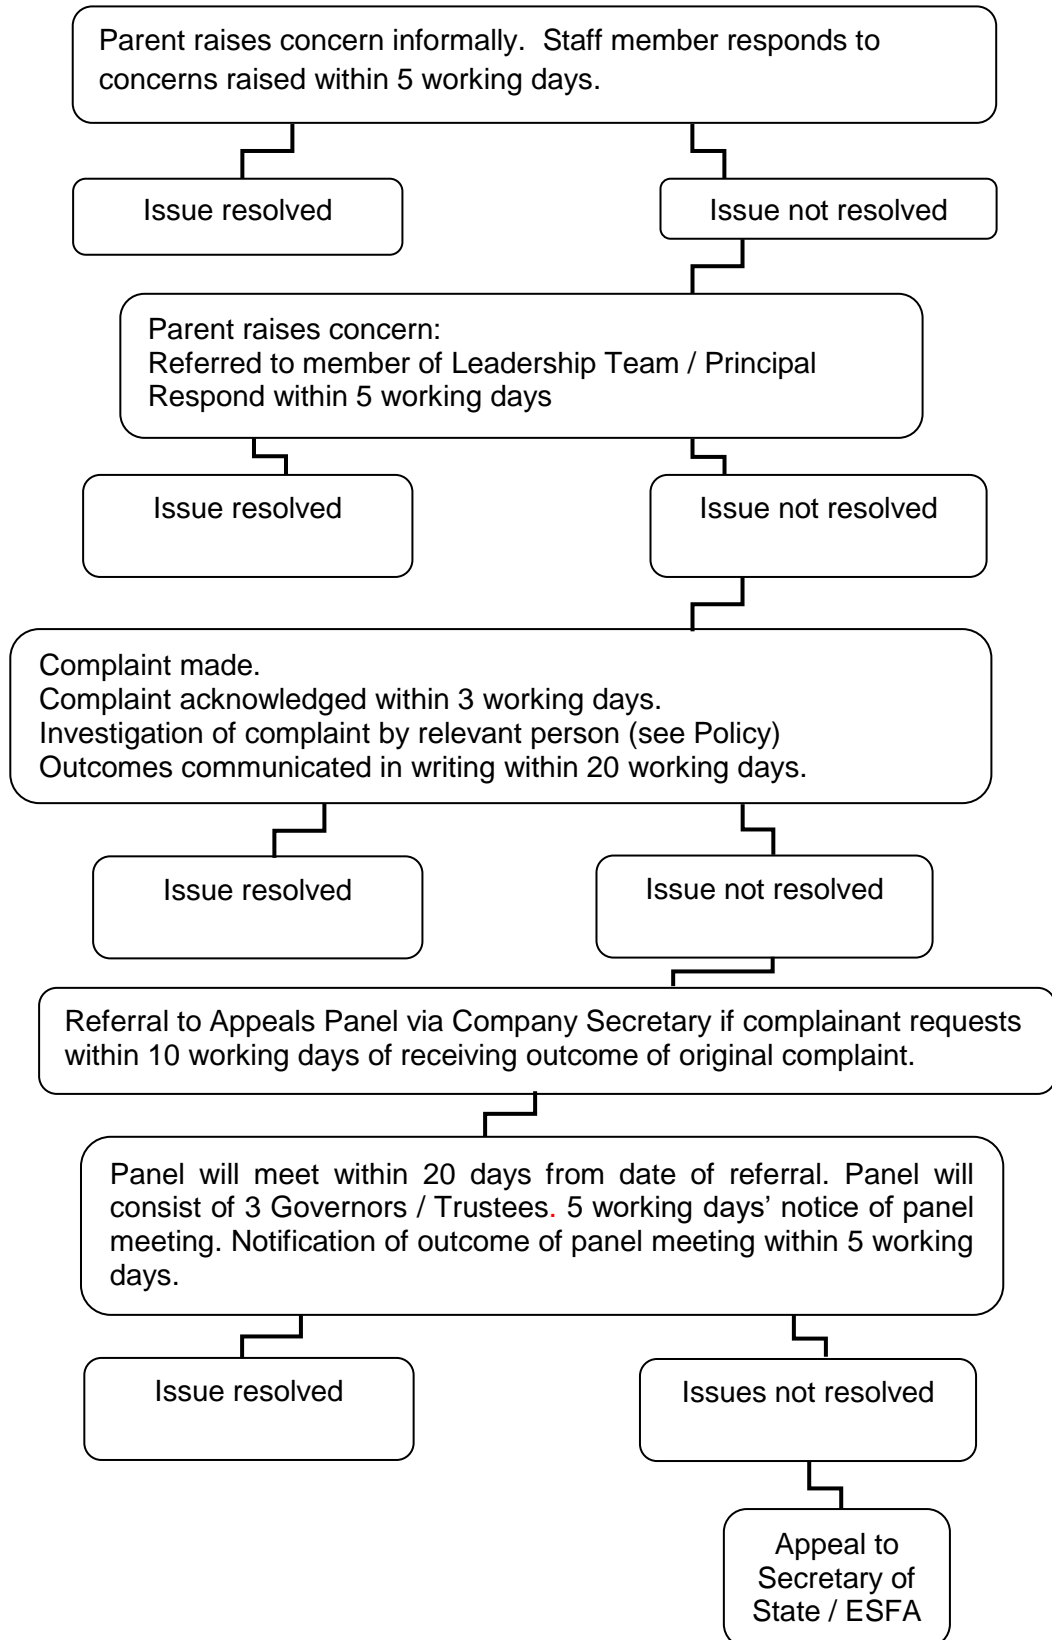 Parent raises concern informally.  Staff member responds to
concerns raised within 5 working days.
Issue resolved
Issue not resolved
Parent raises concern:
Referred to member of Leadership Team / Principal
Respond within 5 working days
Issue resolved
Issue not resolved
Complaint made.
Complaint acknowledged within 3 working days.
Investigation of complaint by relevant person (see Policy)
Outcomes communicated in writing within 20 working days.
Issue resolved
Issue not resolved
Referral to Appeals Panel via Company Secretary if complainant requests
within 10 working days of receiving outcome of original complaint.
Panel will meet within 20 days from date of referral. Panel will
consist of 3 Governors / Trustees. 5 working days’ notice of panel
meeting. Notification of outcome of panel meeting within 5 working
days.
Issue resolved
Issues not resolved
Appeal to
Secretary of
State / ESFA